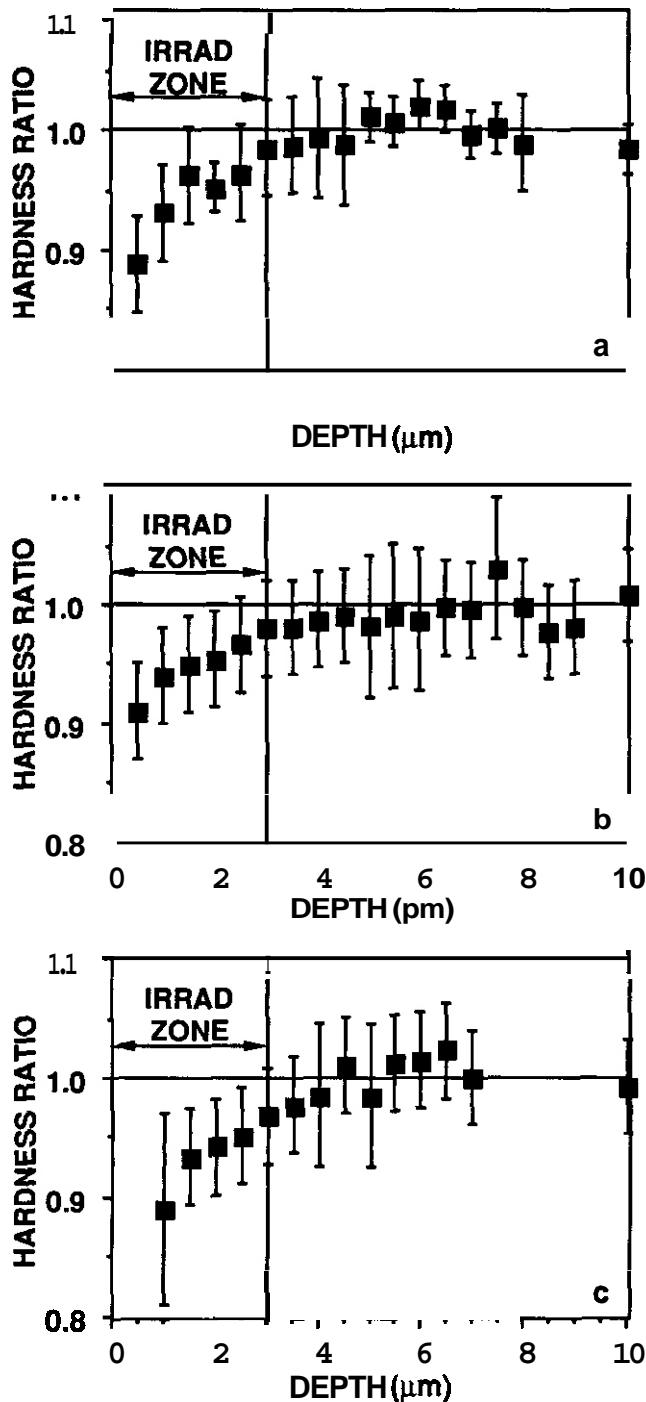 1.1
IRRAD
ZONE
1.0
0.9
HARDNESS RATIO
a
DEPTH (μm)
IRRAD
ZONE
1.0
0.9
0.8
HARDNESS RATIO
b
0 2 4 6 8 10
DEPTH (pm)
1.1
IRRAD
ZONE
1.0
0.9
0.8
HARDNESS RATIO
c
0 2 4 6 8 10
DEPTH (μm)